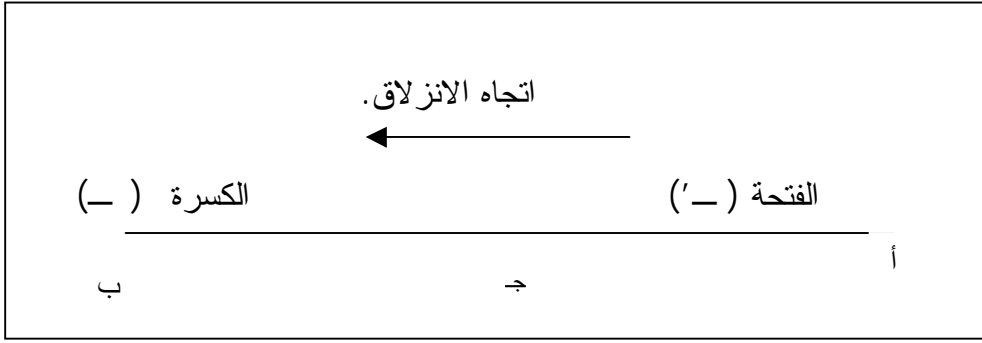 اتجاه الانزلاق.
الفتحة ( ــ ′) الكسرة ( ــ)
أ
جـ ب